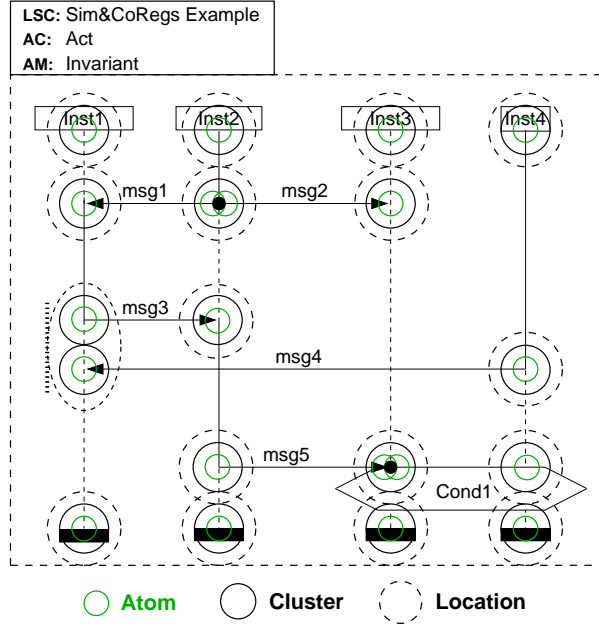 LSC: Sim&CoRegs Example
AC: Act
AM: Invariant
Inst1 Inst2 Inst3 Inst4
msg1 msg2
msg3
msg4
msg5
Cond1
Atom Cluster Location